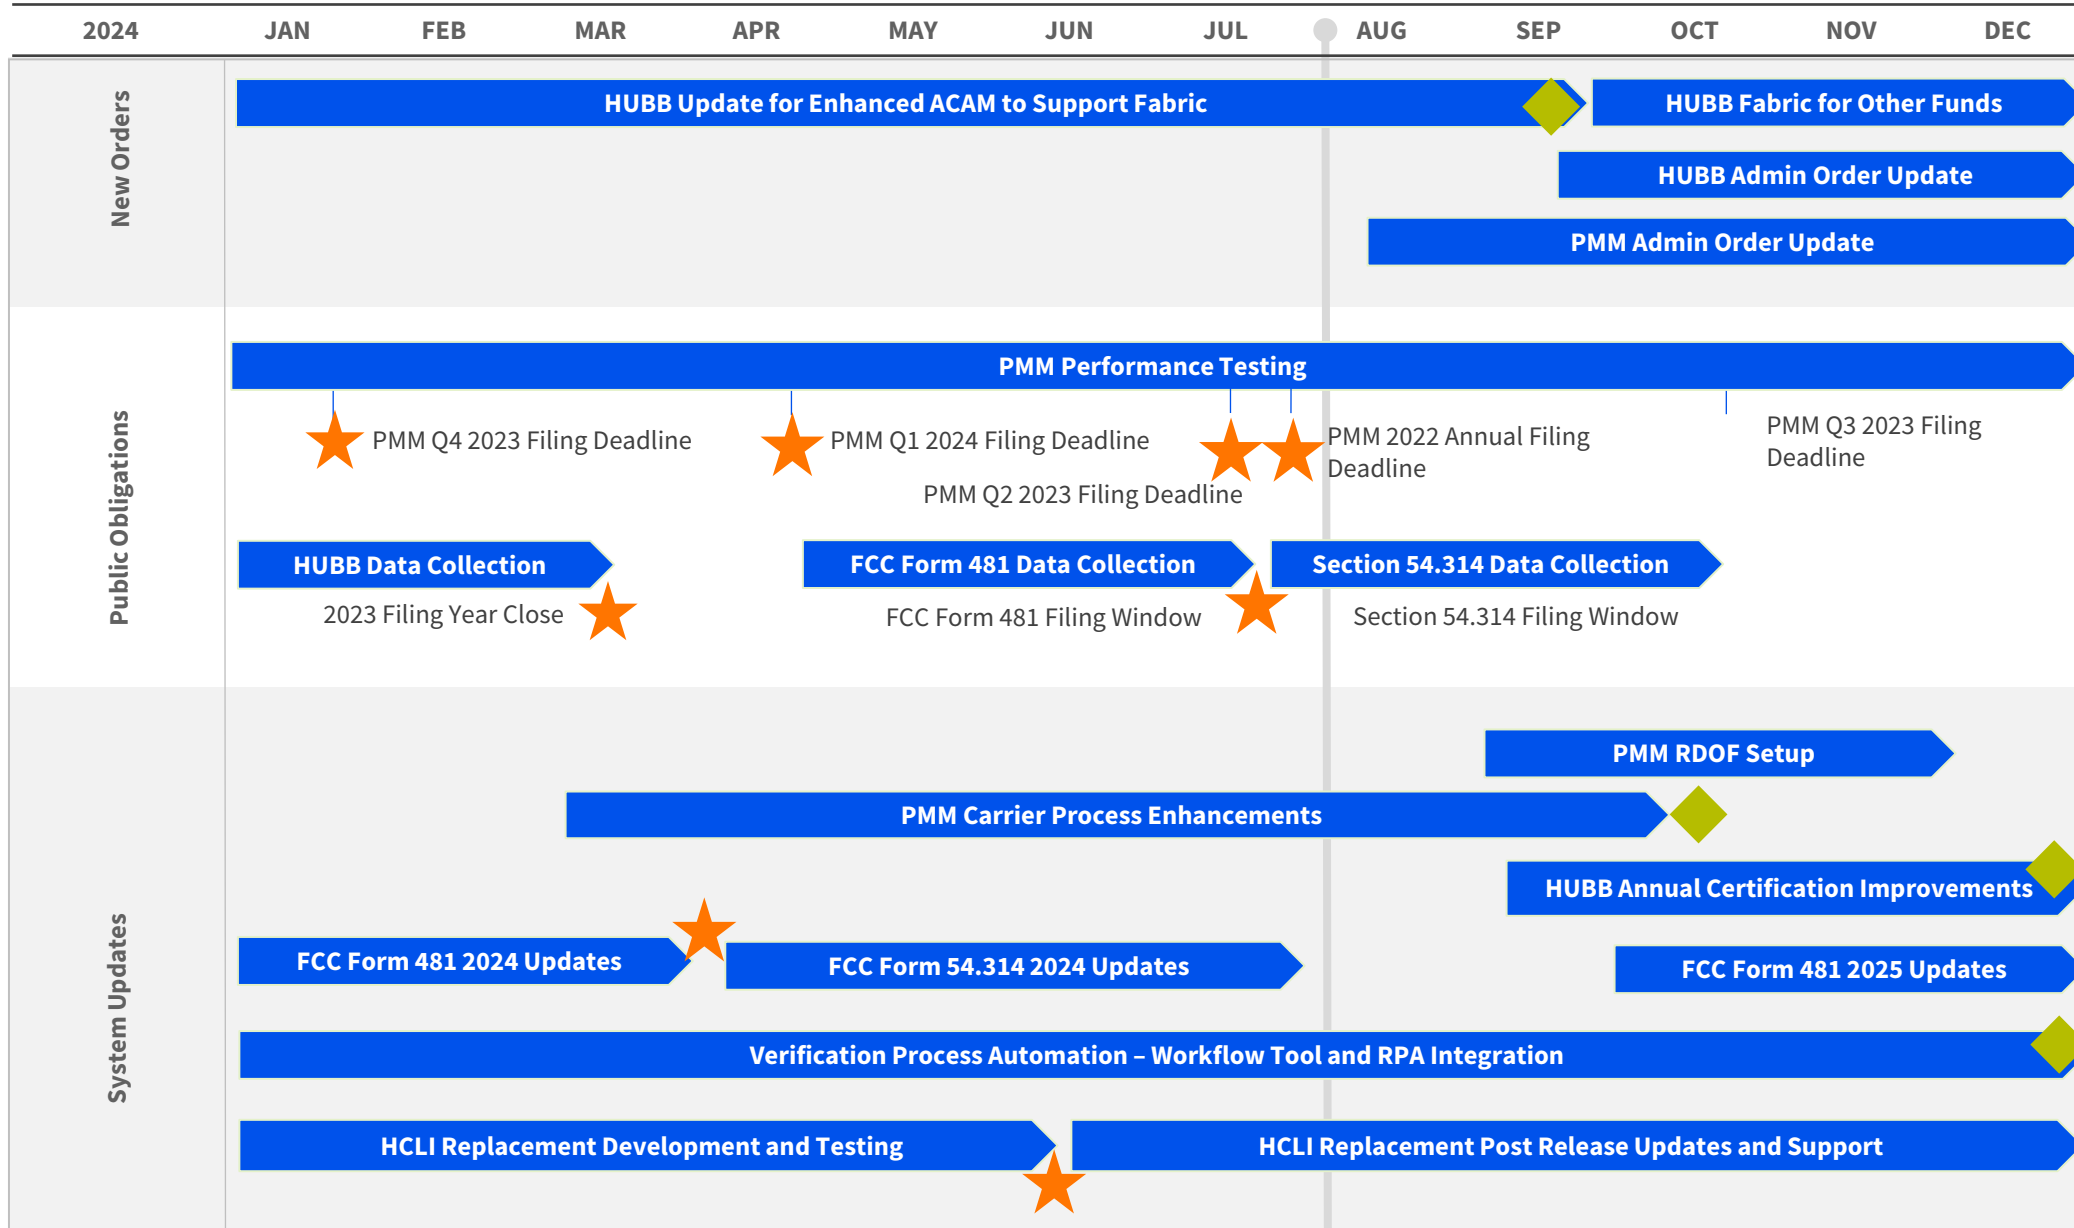 2024 JAN FEB MAR APR MAY JUN JUL AUG SEP OCT NOV DEC
New Orders
HUBB Update for Enhanced ACAM to Support Fabric
HUBB Fabric for Other Funds
HUBB Admin Order Update
PMM Admin Order Update
Public Obligations
PMM Performance Testing
PMM Q4 2023 Filing Deadline
PMM Q1 2024 Filing Deadline
PMM Q2 2023 Filing Deadline
PMM 2022 Annual Filing
Deadline
PMM Q3 2023 Filing
Deadline
HUBB Data Collection
FCC Form 481 Data Collection
Section 54.314 Data Collection
2023 Filing Year Close
FCC Form 481 Filing Window
Section 54.314 Filing Window
System Updates
PMM RDOF Setup
PMM Carrier Process Enhancements
HUBB Annual Certification Improvements
FCC Form 481 2024 Updates
FCC Form 54.314 2024 Updates
FCC Form 481 2025 Updates
Verification Process Automation – Workflow Tool and RPA Integration
HCLI Replacement Development and Testing
HCLI Replacement Post Release Updates and Support